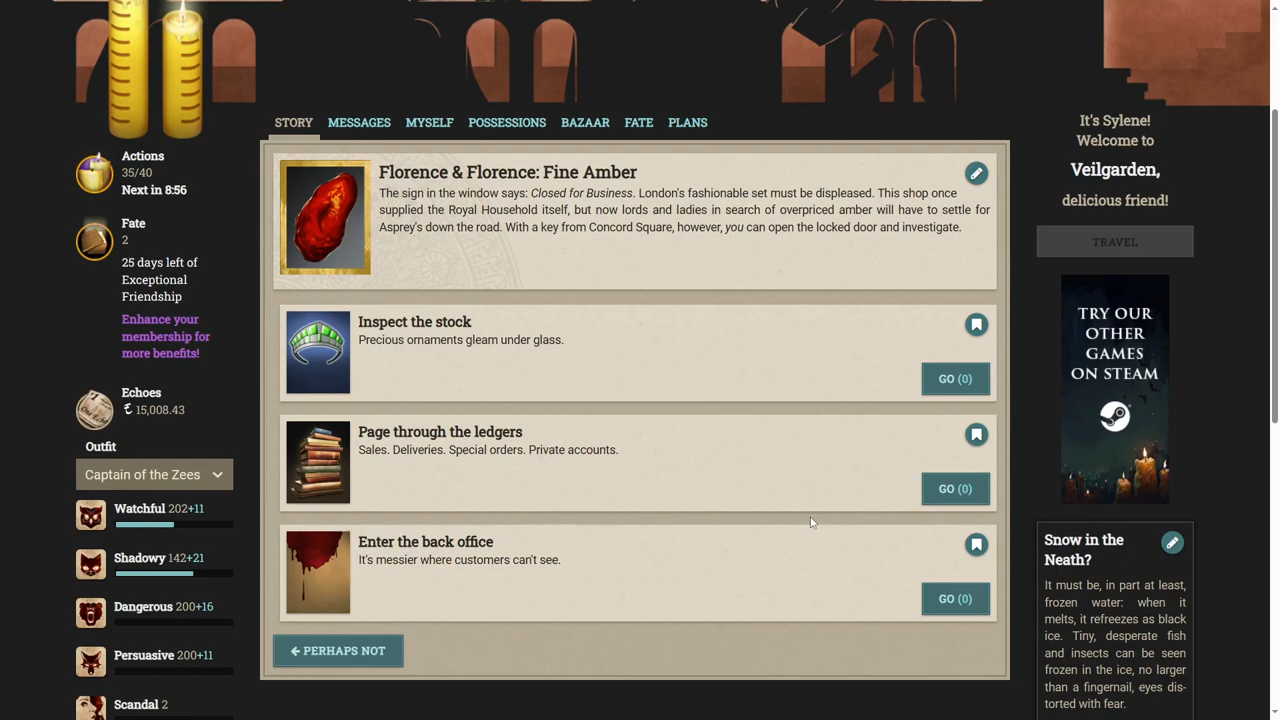 STORY MESSAGES MYSELF POSSESSIONS BAZAAR FATE PLANS
Actions
35/40
Next in 8:56
Fate
2
25 days left of
Exceptional
Friendship
Enhance your
membership for
more benefits!
Echoes
15,008.43
Outfit
Captain of the Zees
Watchful 202+11
Shadowy 142+21
Dangerous 200+16
Persuasive 200+11
Scandal 2
Florence & Florence: Fine Amber
The sign in the window says: Closed for Business. London's fashionable set must be displeased. This shop once
supplied the Royal Household itself, but now lords and ladies in search of overpriced amber will have to settle for
Asprey's down the road. With a key from Concord Square, however, you can open the locked door and investigate.
Inspect the stock
Precious ornaments gleam under glass.
GO (0)
Page through the ledgers
Sales. Deliveries. Special orders. Private accounts.
GO (0)
Enter the back office
It's messier where customers can't see.
GO (0)
PERHAPS NOT
It's Sylene!
Welcome to
Veilgarden,
delicious friend!
TRAVEL
TRY OUR
OTHER
GAMES
ON STEAM
Snow in the
Neath?
It must be, in part at least,
frozen water: when it
melts, it refreezes as black
ice. Tiny, desperate fish
and insects can be seen
frozen in the ice, no larger
than a fingernail, eyes dis-
torted with fear.